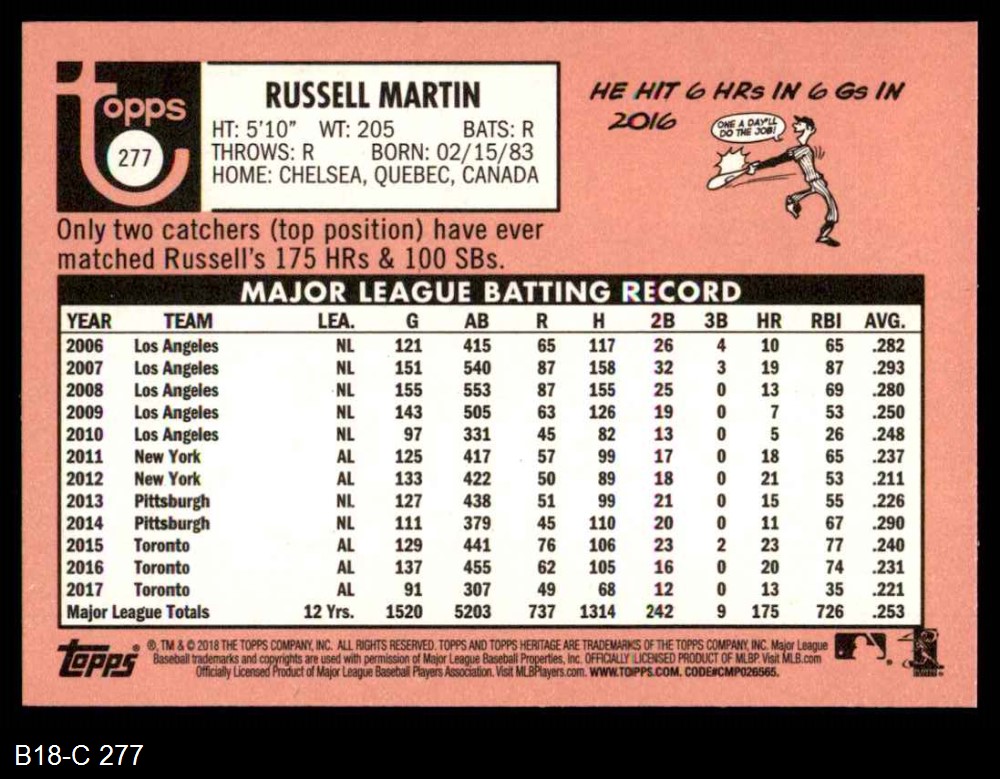 Topps
277
RUSSELL MARTIN
HT: 5'10" WT: 205 BATS: R
THROWS: R BORN: 02/15/83
HOME: CHELSEA, QUEBEC, CANADA
HE HIT 6 HRs IN 6 Gs IN
2016
ONE A DAY'LL
DO THE JOB!
Only two catchers (top position) have ever
matched Russell's 175 HRs & 100 SBs.
MAJOR LEAGUE BATTING RECORD
YEAR TEAM LEA. G AB R H 2B 3B HR RBI AVG.
2006 Los Angeles NL 121 415 65 117 26 4 10 65 .282
2007 Los Angeles NL 151 540 87 158 32 3 19 87 .293
2008 Los Angeles NL 155 553 87 155 25 0 13 69 .280
2009 Los Angeles NL 143 505 63 126 19 0 7 53 .250
2010 Los Angeles NL 97 331 45 82 13 0 5 26 .248
2011 New York AL 125 417 57 99 17 0 18 65 .237
2012 New York AL 133 422 50 89 18 0 21 53 .211
2013 Pittsburgh NL 127 438 51 99 21 0 15 55 .226
2014 Pittsburgh NL 111 379 45 110 20 0 11 67 .290
2015 Toronto AL 129 441 76 106 23 2 23 77 .240
2016 Toronto AL 137 455 62 105 16 0 20 74 .231
2017 Toronto AL 91 307 49 68 12 0 13 35 .221
Major League Totals 12 Yrs. 1520 5203 737 1314 242 9 175 726 .253
Topps®
®, TM & © 2018 THE TOPPS COMPANY, INC. ALL RIGHTS RESERVED. TOPPS AND TOPPS HERITAGE ARE TRADEMARKS OF THE TOPPS COMPANY, INC. Major League
Baseball trademarks and copyrights are used with permission of Major League Baseball Properties, Inc. OFFICIALLY LICENSED PRODUCT OF MLBP. Visit MLB.com
Officially Licensed Product of Major League Baseball Players Association. Visit MLBPlayers.com. WWW.TOPPS.COM. CODE#CMP026565.
B18-C 277